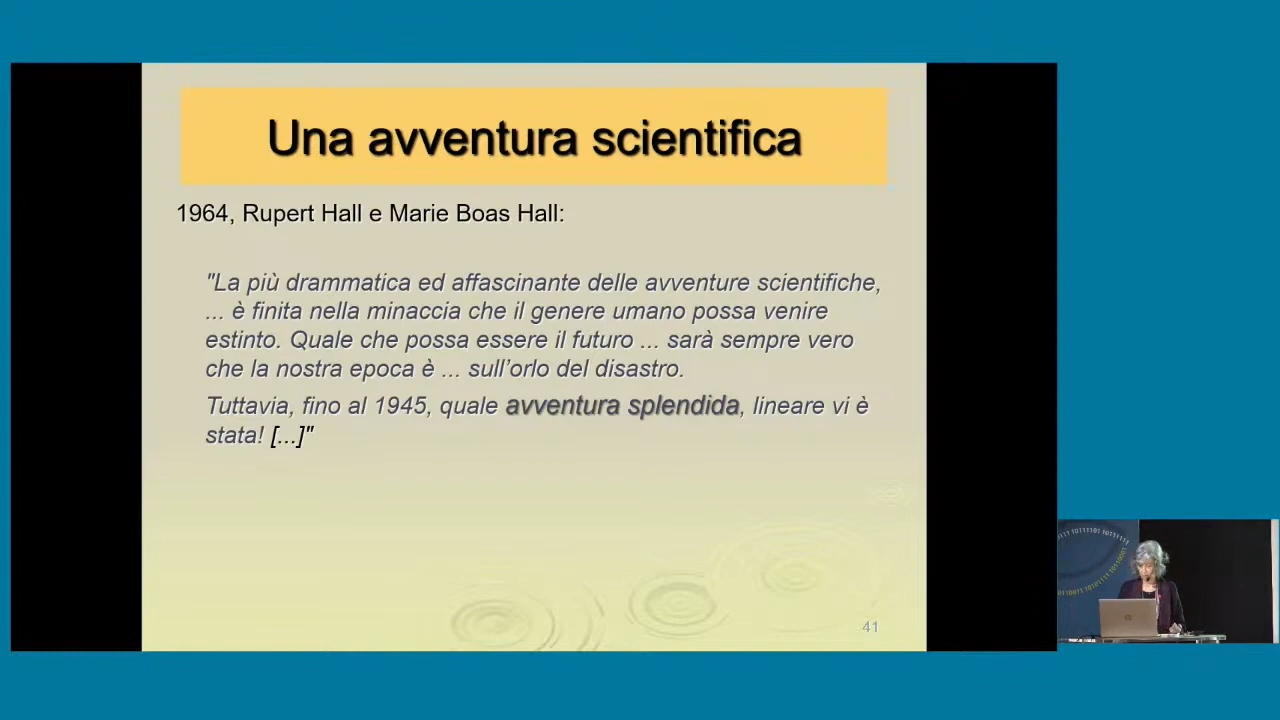 Una avventura scientifica
1964, Rupert Hall e Marie Boas Hall:
"La più drammatica ed affascinante delle avventure scientifiche,
... è finita nella minaccia che il genere umano possa venire
estinto. Quale che possa essere il futuro ... sarà sempre vero
che la nostra epoca è ... sull’orlo del disastro.
Tuttavia, fino al 1945, quale avventura splendida, lineare vi è
stata! [...]"
41